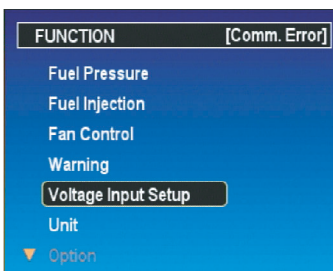 FUNCTION [Comm. Error]
Fuel Pressure
Fuel Injection
Fan Control
Warning
Voltage Input Setup
Unit
Option